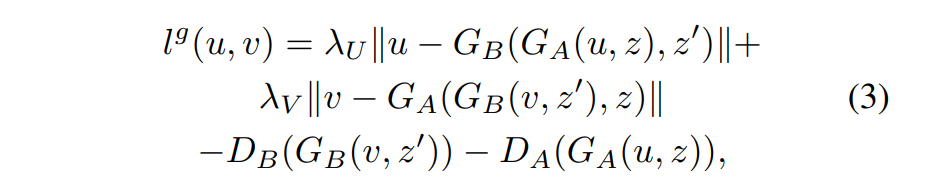 l^g(u, v) = λ_U‖u − G_B(G_A(u, z), z′)‖+
λ_V‖v − G_A(G_B(v, z′), z)‖ (3)
−D_B(G_B(v, z′)) − D_A(G_A(u, z)),